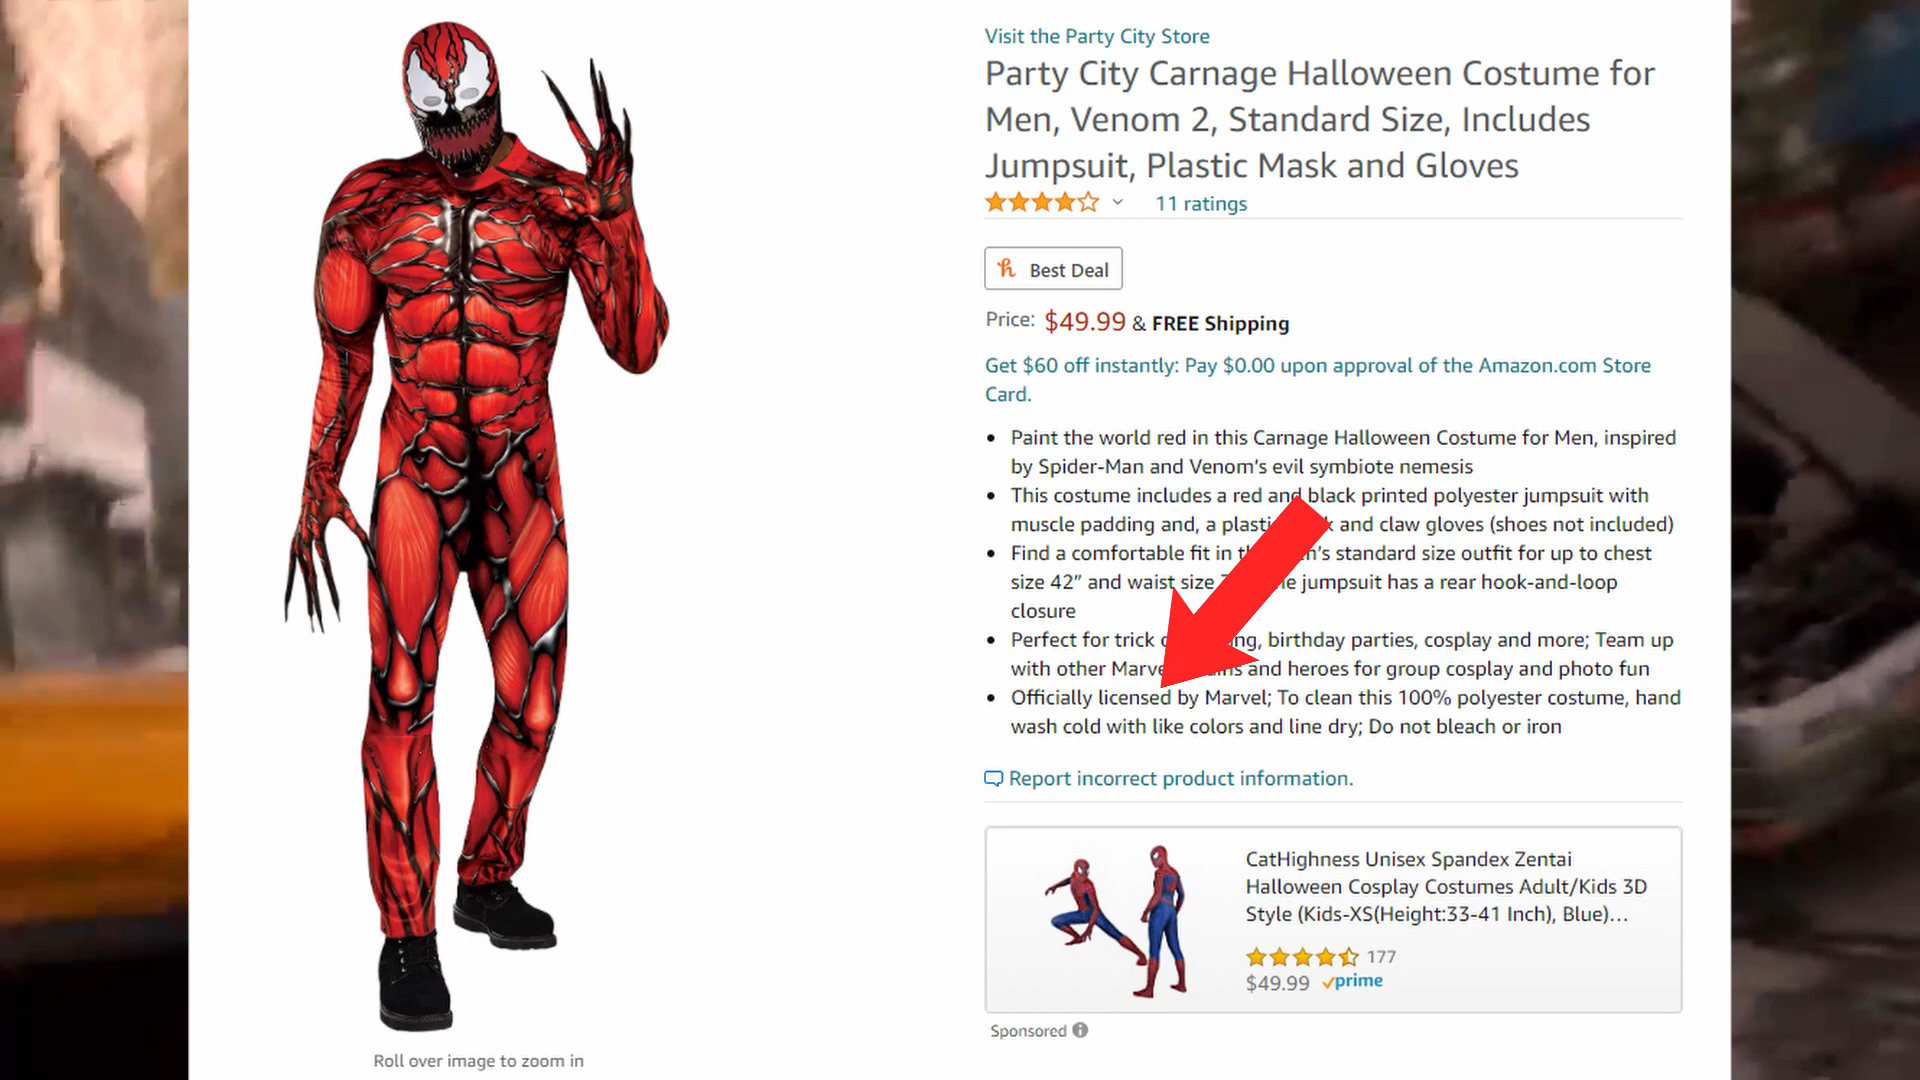 Visit the Party City Store
Party City Carnage Halloween Costume for
Men, Venom 2, Standard Size, Includes
Jumpsuit, Plastic Mask and Gloves
11 ratings
Best Deal
Price: $49.99 & FREE Shipping
Get $60 off instantly: Pay $0.00 upon approval of the Amazon.com Store
Card.
• Paint the world red in this Carnage Halloween Costume for Men, inspired
by Spider-Man and Venom's evil symbiote nemesis
• This costume includes a red and black printed polyester jumpsuit with
muscle padding and, a plastic and claw gloves (shoes not included)
• Find a comfortable fit in standard size outfit for up to chest
size 42" and waist size jumpsuit has a rear hook-and-loop
closure
• Perfect for trick birthday parties, cosplay and more; Team up
with other Marvel and heroes for group cosplay and photo fun
• Officially licensed by Marvel; To clean this 100% polyester costume, hand
wash cold with like colors and line dry; Do not bleach or iron
Report incorrect product information.
CatHighness Unisex Spandex Zentai
Halloween Cosplay Costumes Adult/Kids 3D
Style (Kids-XS(Height:33-41 Inch), Blue)…
177
$49.99 prime
Sponsored
Roll over image to zoom in